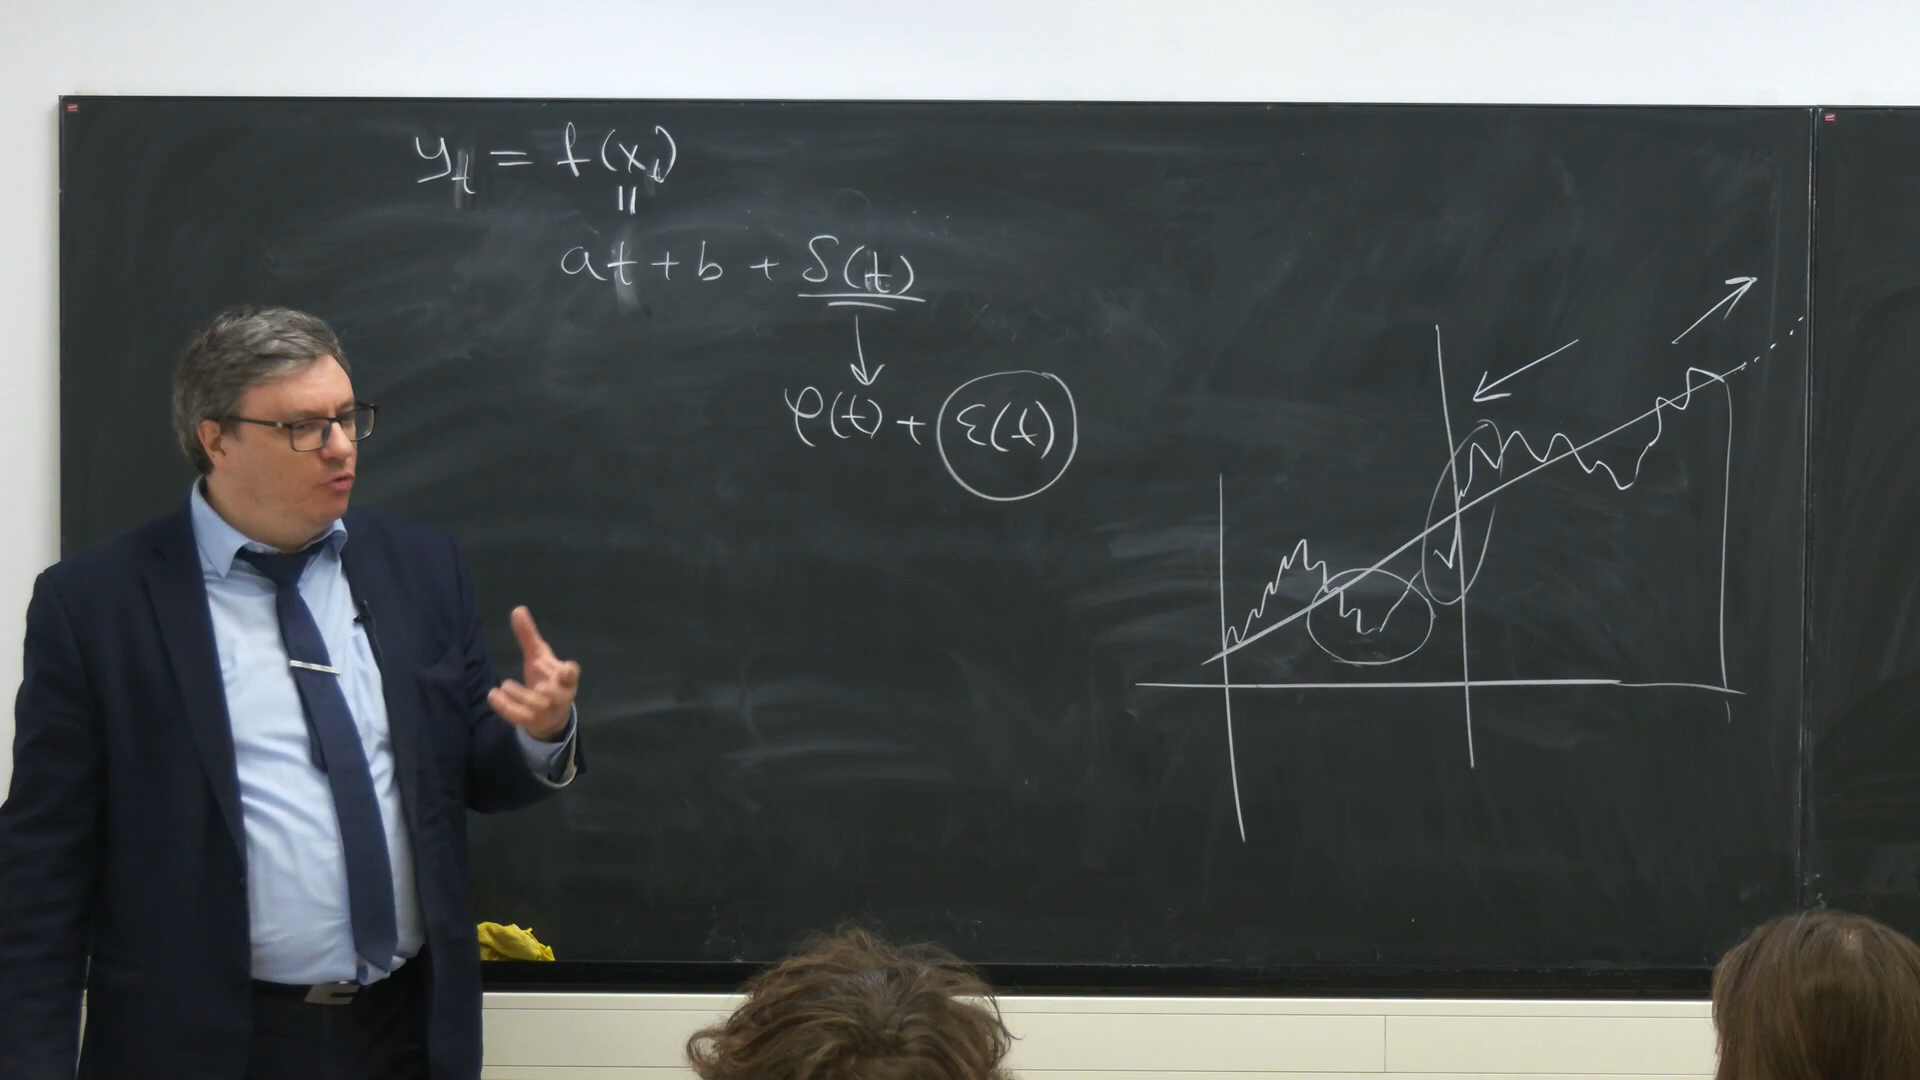 y_t = f(x_t)
||
at + b + S(t)
↓
φ(t) + ε(t)